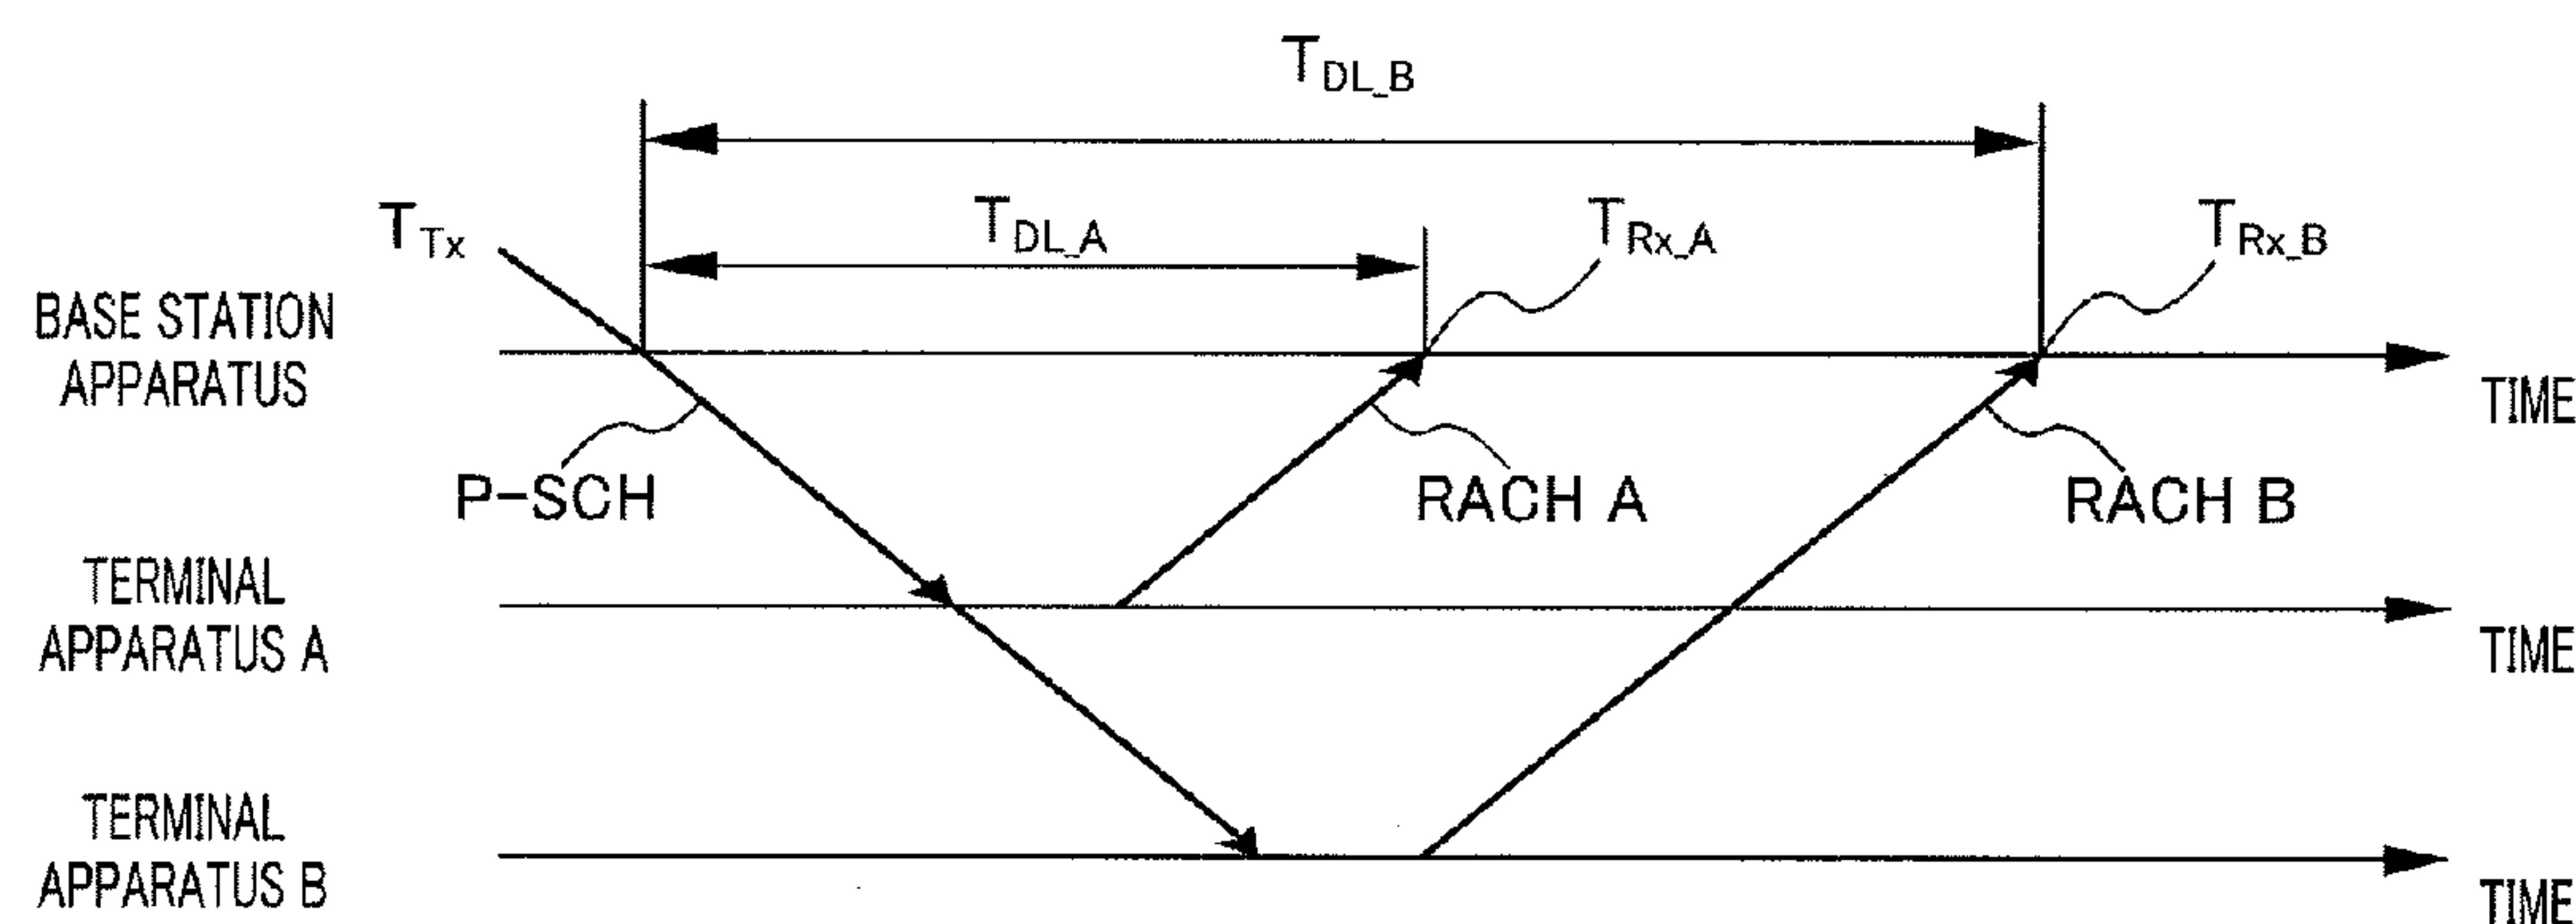 T_DL_B
T_Tx
T_DL_A
T_Rx_A
T_Rx_B
BASE STATION
APPARATUS
TIME
P-SCH
RACH A
RACH B
TERMINAL
APPARATUS A
TIME
TERMINAL
APPARATUS B
TIME